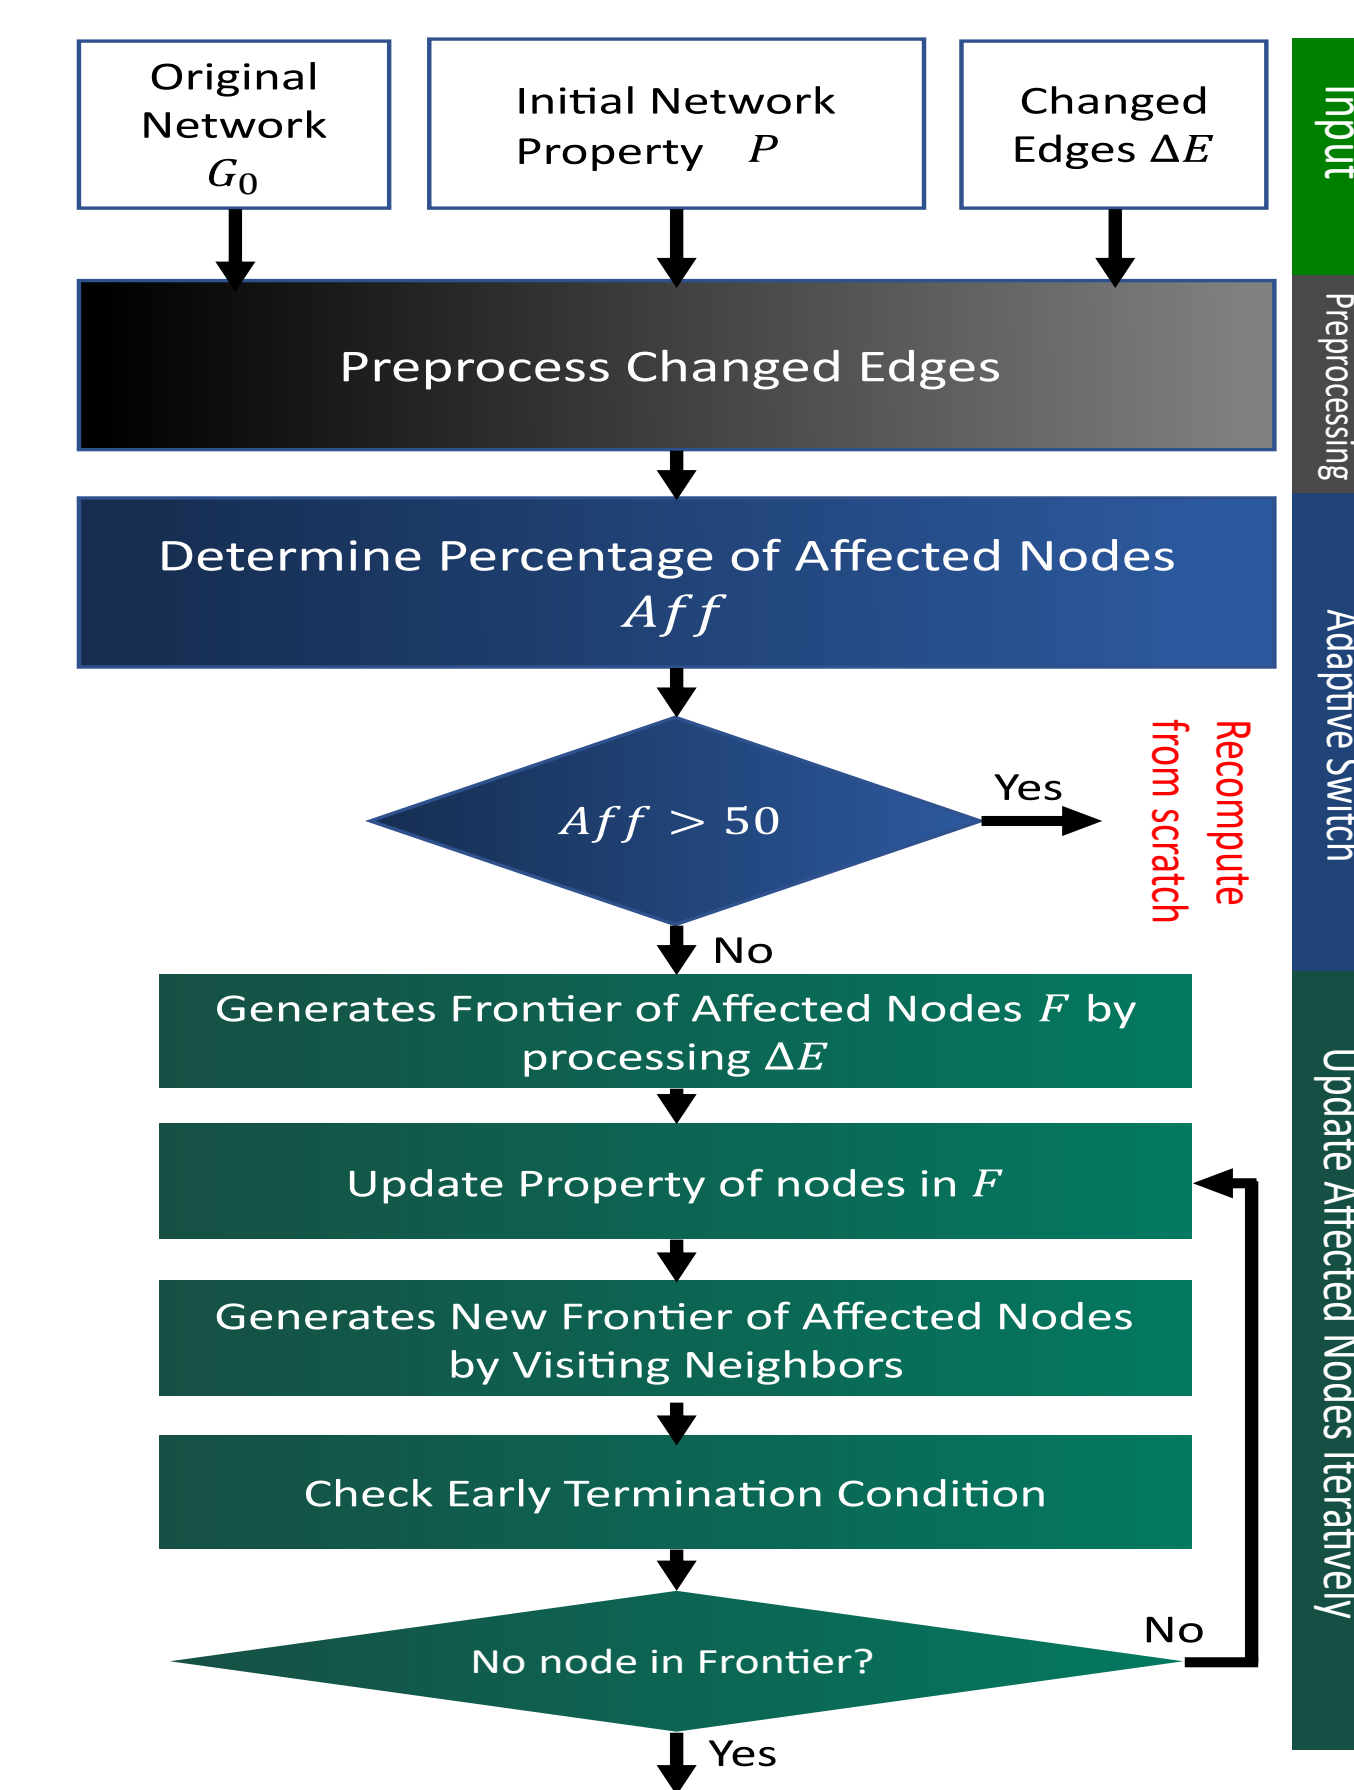 Original
Network
G₀
Initial Network
Property P
Changed
Edges ΔE
Input
Preprocess Changed Edges
Preprocessing
Determine Percentage of Affected Nodes
Aff
Adaptive Switch
Aff > 50
Yes
Recompute
from scratch
No
Generates Frontier of Affected Nodes F by
processing ΔE
Update Property of nodes in F
Generates New Frontier of Affected Nodes
by Visiting Neighbors
Check Early Termination Condition
Update Affected Nodes Iteratively
No node in Frontier?
No
Yes